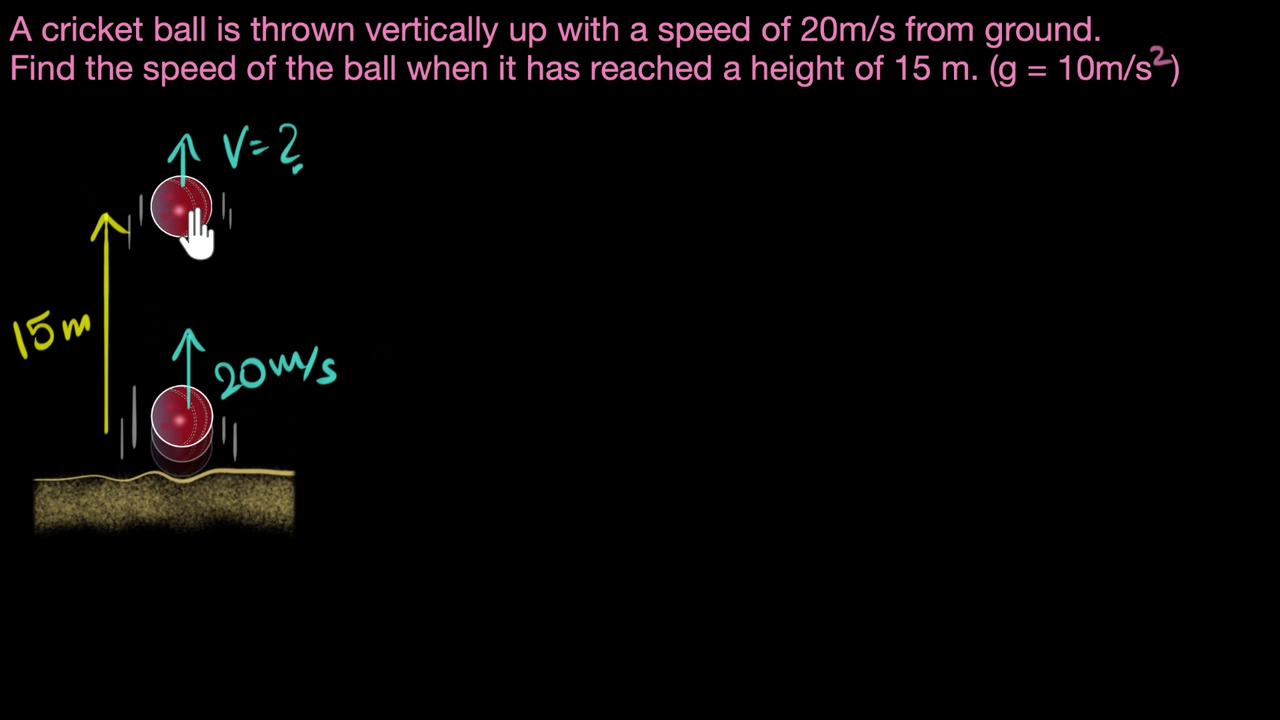 A cricket ball is thrown vertically up with a speed of 20m/s from ground.
Find the speed of the ball when it has reached a height of 15 m. (g = 10m/s²)
V = ?
15 m
20 m/s